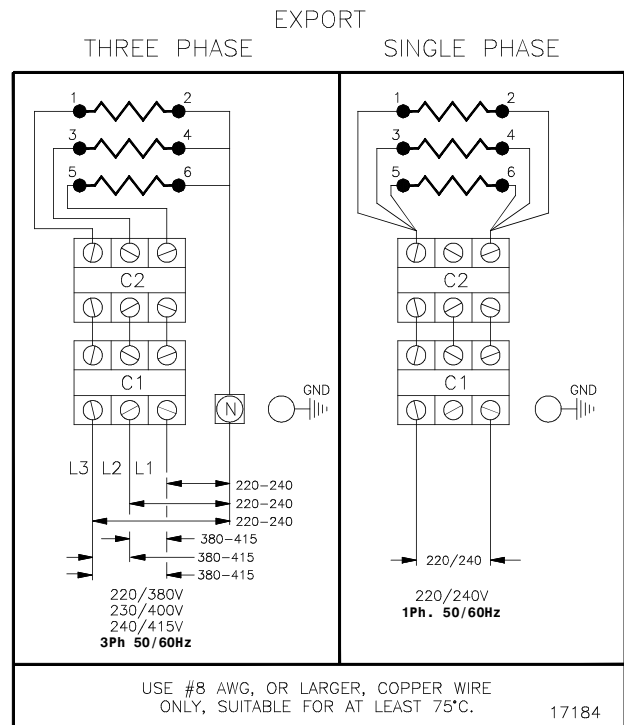 EXPORT
THREE PHASE
SINGLE PHASE
1 2
3 4
5 6
C2
C1
N
GND
L3 L2 L1
220-240
220-240
220-240
380-415
380-415
380-415
220/380V
230/400V
240/415V
3Ph 50/60Hz
1 2
3 4
5 6
C2
C1
GND
220/240
220/240V
1Ph. 50/60Hz
USE #8 AWG, OR LARGER, COPPER WIRE
ONLY, SUITABLE FOR AT LEAST 75°C.
17184